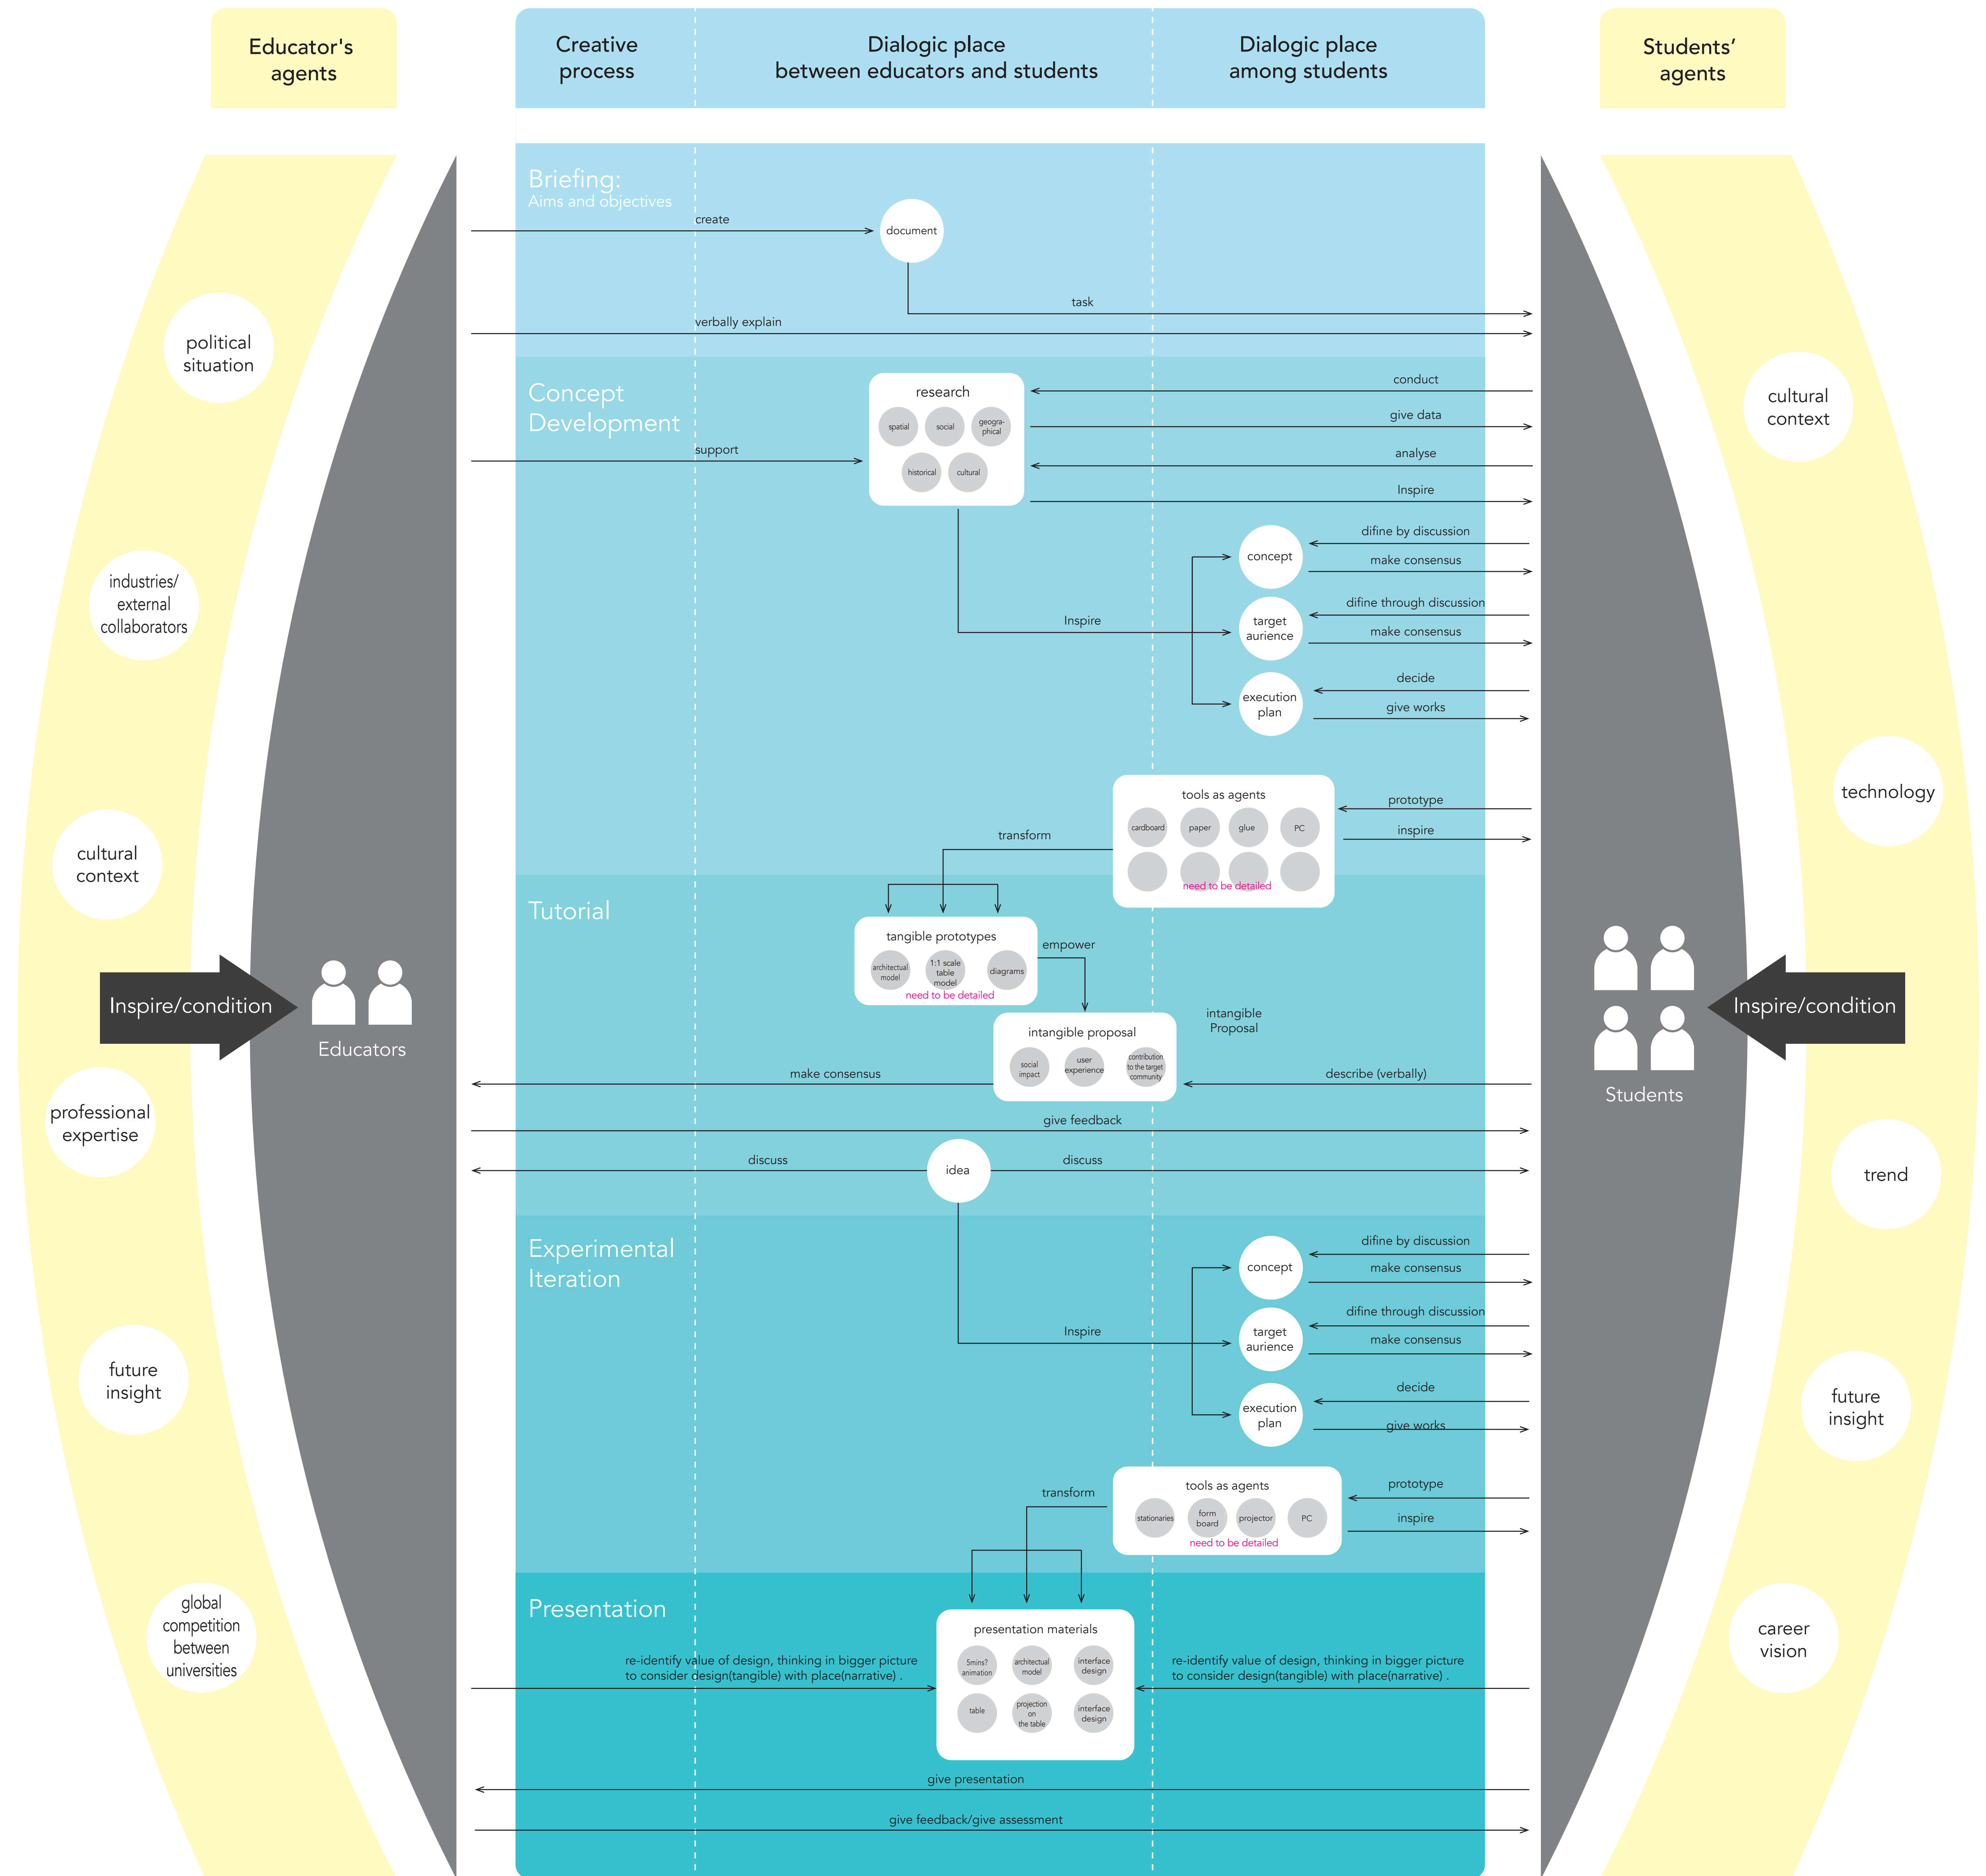 Educator's
agents
Creative
process
Dialogic place
between educators and students
Dialogic place
among students
Students’
agents
Briefing:
Aims and objectives
create
document
task
verbally explain
political
situation
industries/
external
collaborators
cultural
context
Inspire/condition
Educators
professional
expertise
future
insight
global
competition
between
universities
Concept
Development
research
spatial
social
geogra-
phical
historical
cultural
support
conduct
give data
analyse
Inspire
Inspire
concept
difine by discussion
make consensus
target
aurience
difine through discussion
make consensus
execution
plan
decide
give works
tools as agents
cardboard
paper
glue
PC
need to be detailed
prototype
inspire
transform
Tutorial
tangible prototypes
architectual
model
1:1 scale
table
model
diagrams
need to be detailed
empower
intangible proposal
social
impact
user
experience
contribution
to the target
community
intangible
Proposal
make consensus
describe (verbally)
give feedback
discuss
idea
discuss
Experimental
Iteration
Inspire
concept
difine by discussion
make consensus
target
aurience
difine through discussion
make consensus
execution
plan
decide
give works
tools as agents
stationaries
form
board
projector
PC
need to be detailed
prototype
inspire
transform
Presentation
presentation materials
5mins?
animation
architectual
model
interface
design
table
projection
on
the table
interface
design
re-identify value of design, thinking in bigger picture
to consider design(tangible) with place(narrative) .
re-identify value of design, thinking in bigger picture
to consider design(tangible) with place(narrative) .
give presentation
give feedback/give assessment
cultural
context
technology
Inspire/condition
Students
trend
future
insight
career
vision